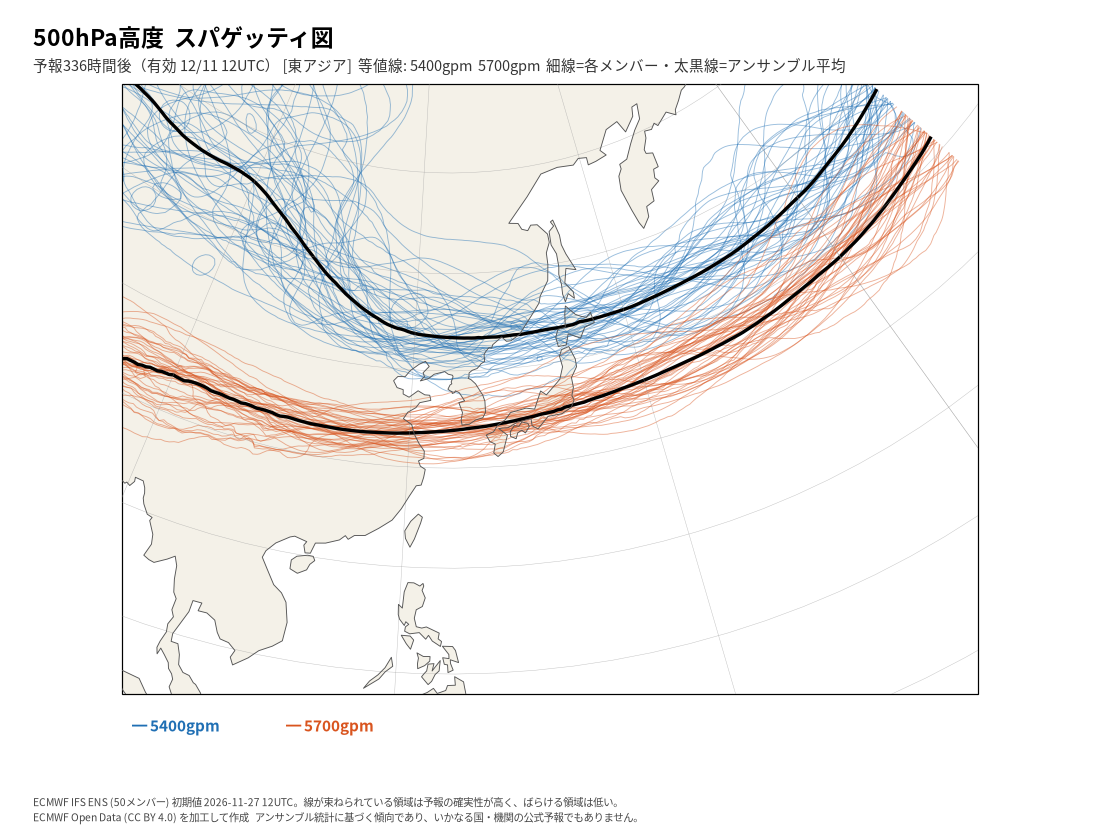 500hPa高度 スパゲッティ図
予報336時間後（有効 12/11 12UTC） [東アジア] 等値線: 5400gpm 5700gpm 細線=各メンバー・太黒線=アンサンブル平均
5400gpm
5700gpm
ECMWF IFS ENS (50メンバー) 初期値 2026-11-27 12UTC。線が束ねられている領域は予報の確実性が高く、ばらける領域は低い。
ECMWF Open Data (CC BY 4.0) を加工して作成 アンサンブル統計に基づく傾向であり、いかなる国・機関の公式予報でもありません。